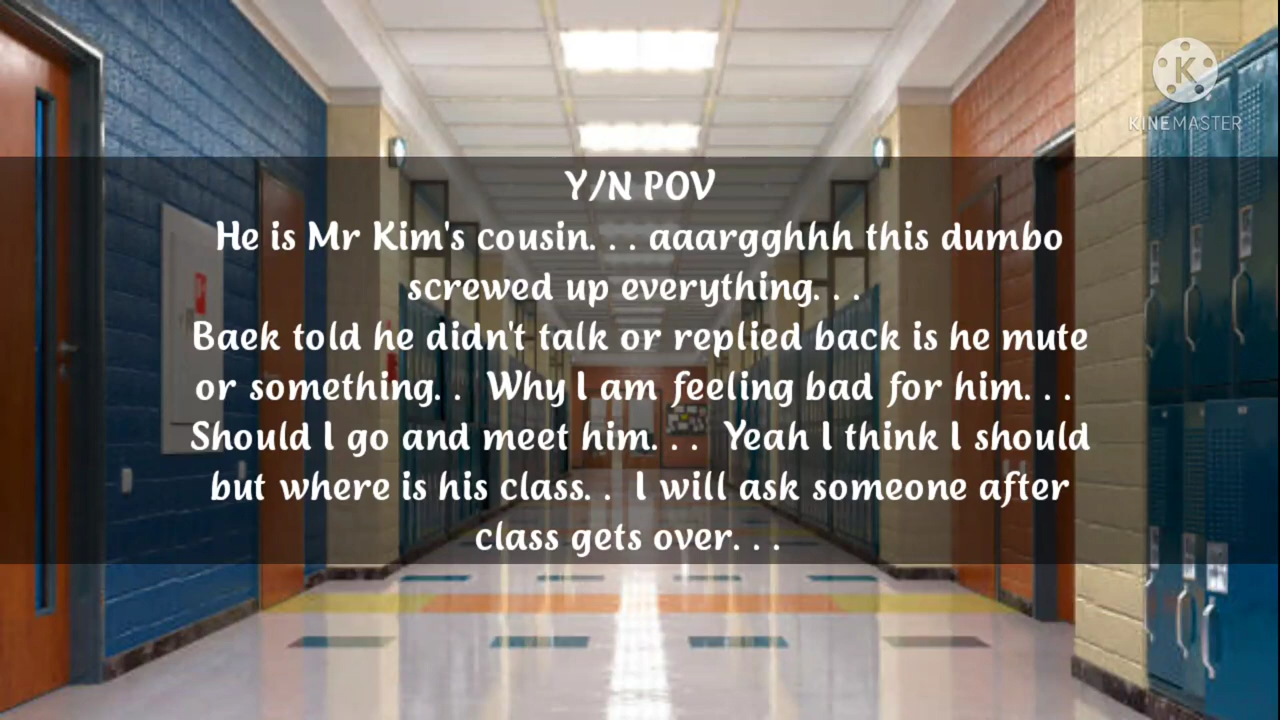 K
KINEMASTER
Y/N POV
He is Mr Kim's cousin. . . aaargghhh this dumbo
screwed up everything. . .
Baek told he didn't talk or replied back is he mute
or something. . Why I am feeling bad for him. . .
Should I go and meet him. . . Yeah I think I should
but where is his class. . I will ask someone after
class gets over. . .